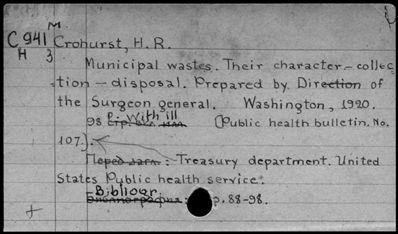 C 941 M
H 3
Crohurst, H. R.
Municipal wastes. Their character — collec-
tion — disposal. Prepared by Direction of
the Surgeon general. Washington, 1920.
98 p. With ill (Public health bulletin. No.
107.).
: Treasury department. United
States Public health service.
Bibliogr. : p. 88-98.
+